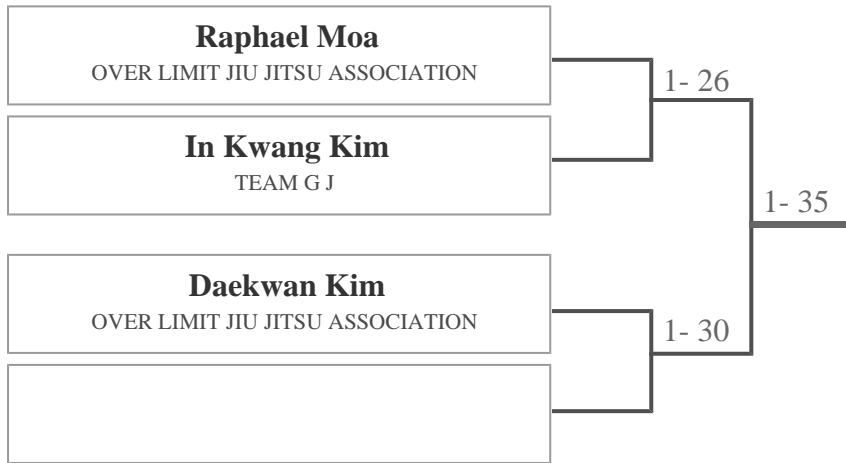 Raphael Moa
OVER LIMIT JIU JITSU ASSOCIATION
1- 26
In Kwang Kim
TEAM G J
1- 35
Daekwan Kim
OVER LIMIT JIU JITSU ASSOCIATION
1- 30